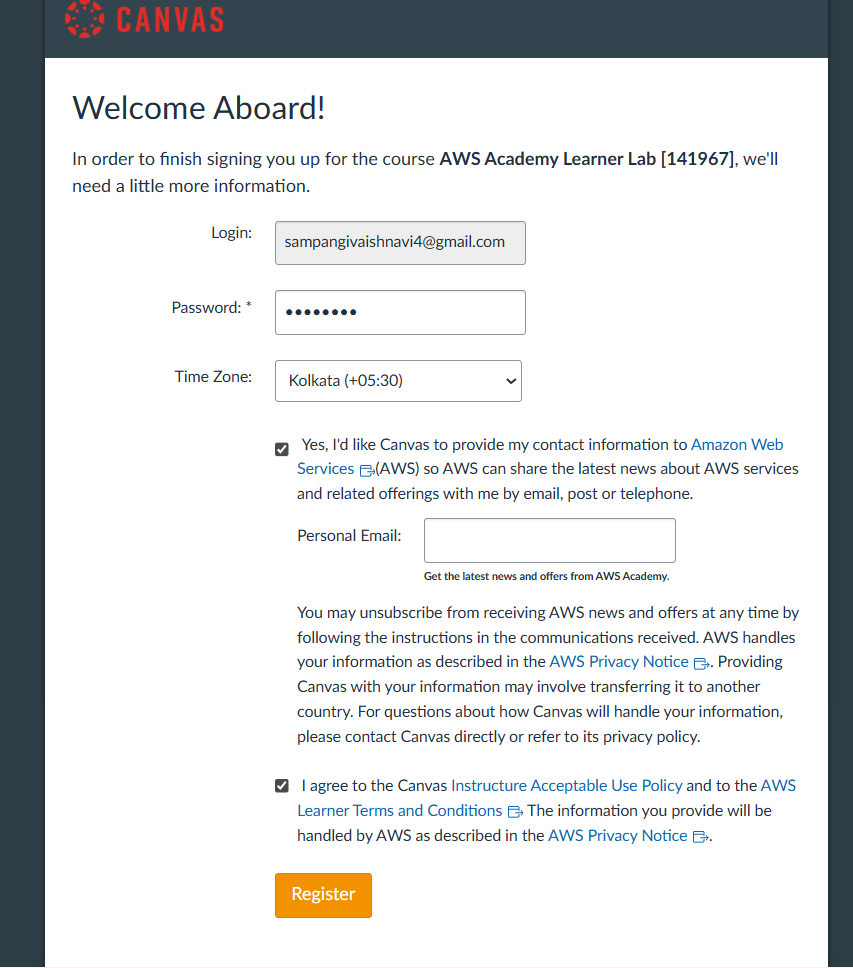 CANVAS
Welcome Aboard!
In order to finish signing you up for the course AWS Academy Learner Lab [141967], we'll
need a little more information.
Login:
sampangivaishnavi4@gmail.com
Password: *
••••••••
Time Zone:
Kolkata (+05:30)
Yes, I'd like Canvas to provide my contact information to Amazon Web
Services (AWS) so AWS can share the latest news about AWS services
and related offerings with me by email, post or telephone.
Personal Email:
Get the latest news and offers from AWS Academy.
You may unsubscribe from receiving AWS news and offers at any time by
following the instructions in the communications received. AWS handles
your information as described in the AWS Privacy Notice. Providing
Canvas with your information may involve transferring it to another
country. For questions about how Canvas will handle your information,
please contact Canvas directly or refer to its privacy policy.
I agree to the Canvas Instructure Acceptable Use Policy and to the AWS
Learner Terms and Conditions The information you provide will be
handled by AWS as described in the AWS Privacy Notice.
Register